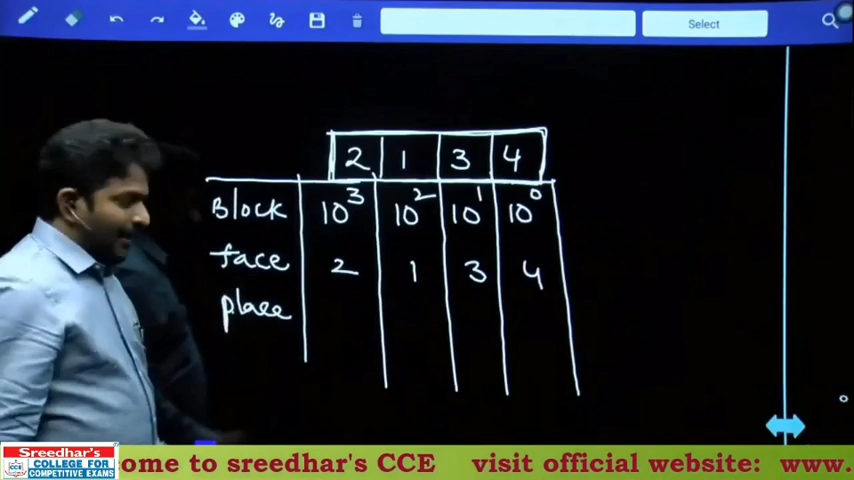 Select
2 1 3 4
Block 10³ 10² 10¹ 10⁰
face 2 1 3 4
place
Sreedhar's
CCE
COLLEGE FOR
COMPETITIVE EXAMS
come to sreedhar's CCE visit official website: www.